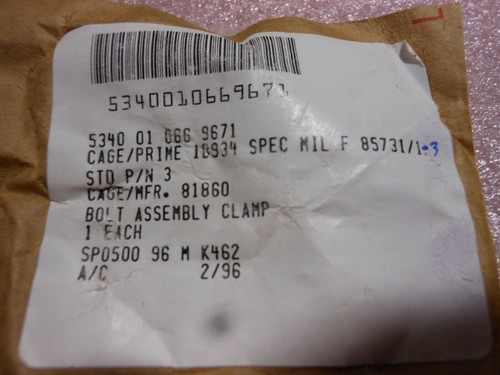 5340010669671
5340 01 066 9671
CAGE/PRIME 18934 SPEC MIL F 85731/1-3
STD P/N 3
CAGE/MFR. 81860
BOLT ASSEMBLY CLAMP
1 EACH
SP0500 96 M K462
A/C 2/96